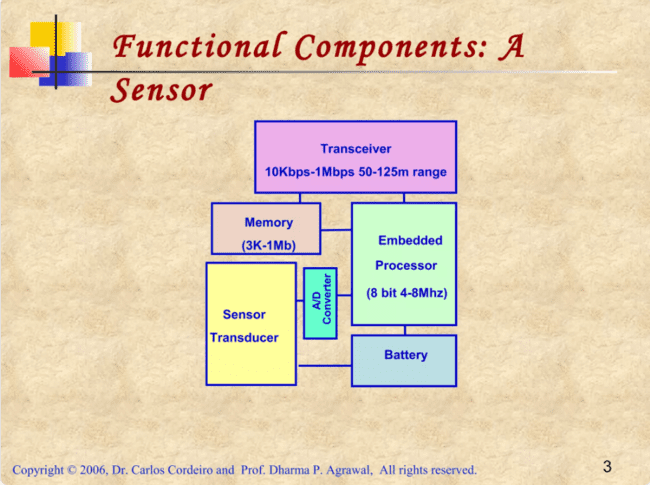 Functional Components: A
Sensor
Transceiver
10Kbps-1Mbps 50-125m range
Memory
(3K-1Mb)
Embedded
Processor
(8 bit 4-8Mhz)
Sensor
Transducer
A/D
Converter
Battery
Copyright © 2006, Dr. Carlos Cordeiro and Prof. Dharma P. Agrawal, All rights reserved.
3